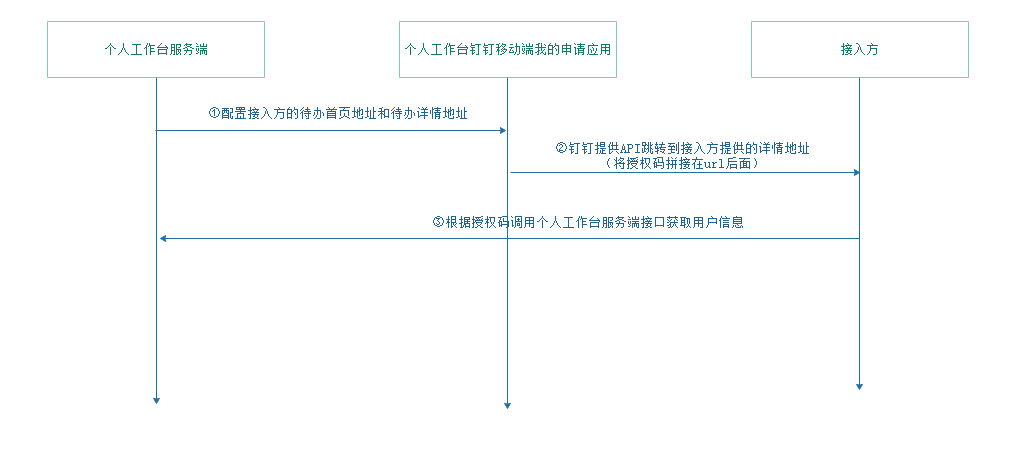 个人工作台服务端
个人工作台钉钉移动端我的申请应用
接入方
①配置接入方的待办首页地址和待办详情地址
②钉钉提供API跳转到接入方提供的详情地址
（将授权码拼接在url后面）
③根据授权码调用个人工作台服务端接口获取用户信息